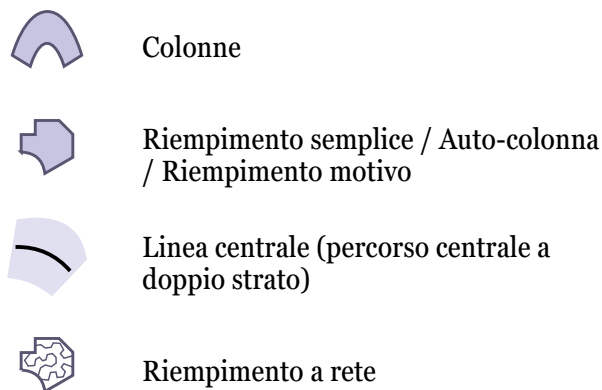 Colonne
Riempimento semplice / Auto-colonna
/ Riempimento motivo
Linea centrale (percorso centrale a
doppio strato)
Riempimento a rete